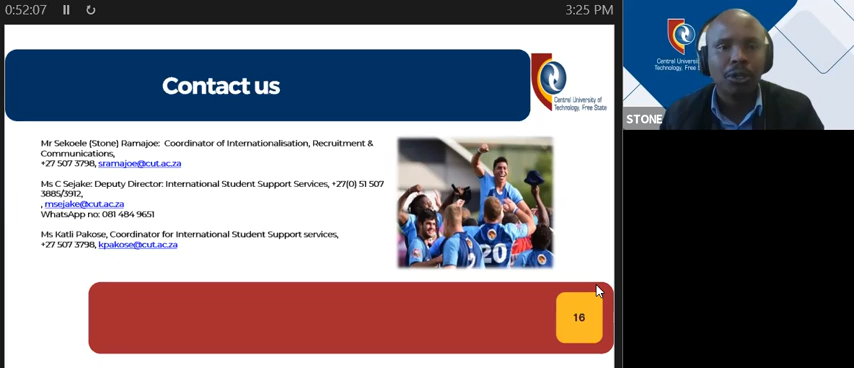 0:52:07
3:25 PM
Contact us
Central University of
Technology, Free State
Mr Sekoele (Stone) Ramajoe: Coordinator of Internationalisation, Recruitment &
Communications,
+27 507 3798, sramajoe@cut.ac.za
Ms C Sejake: Deputy Director: International Student Support Services, +27(0) 51 507
3885/3912,
, msejake@cut.ac.za
WhatsApp no: 081 484 9651
Ms Katli Pakose, Coordinator for International Student Support services,
+27 507 3798, kpakose@cut.ac.za
20
16
Central
Technology, Free
STONE